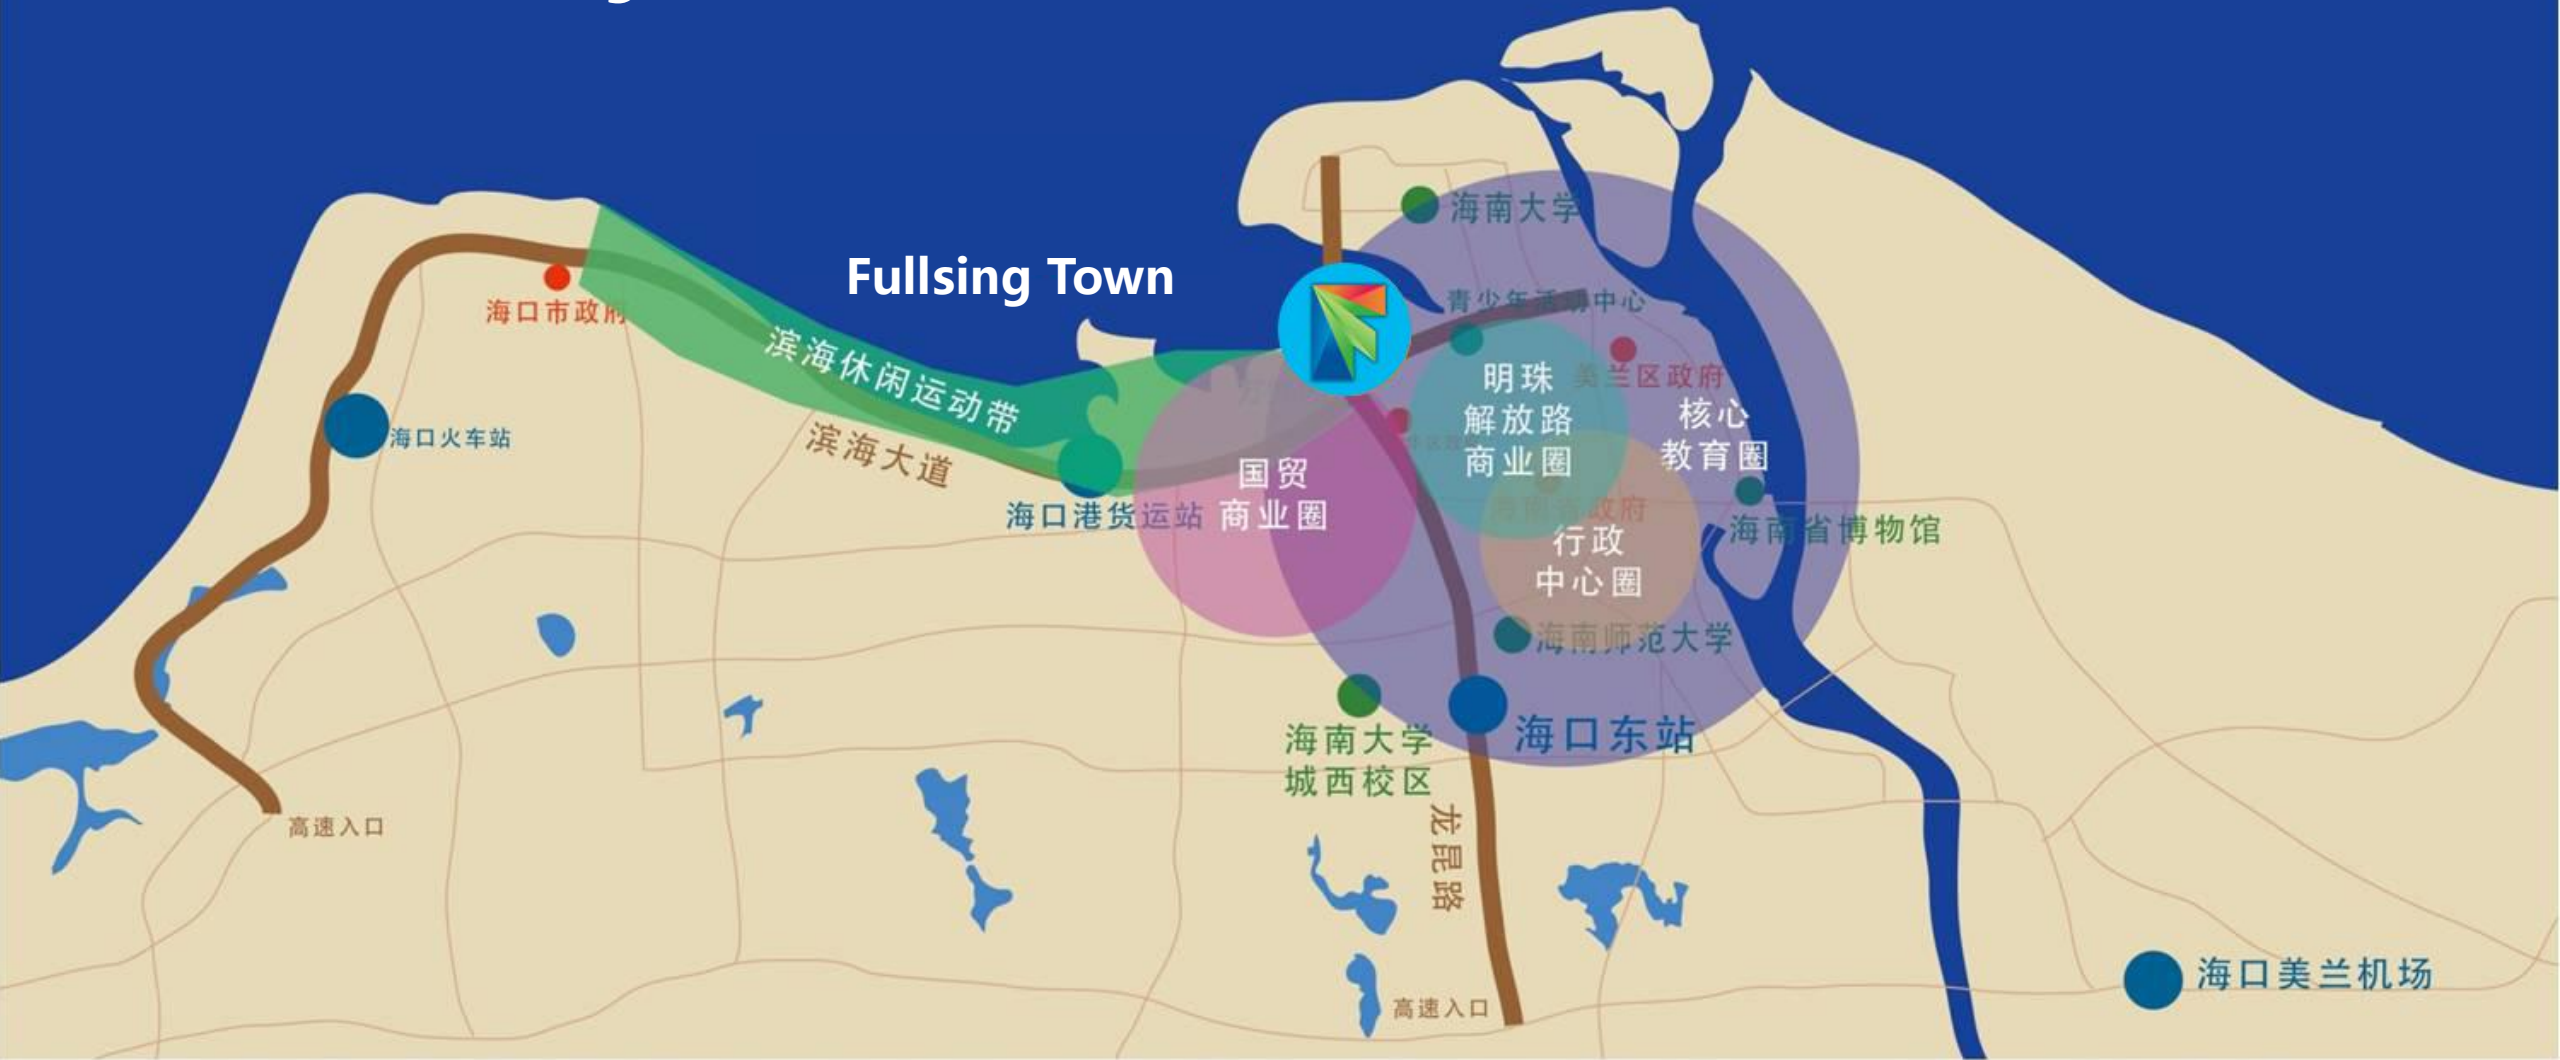 海南大学
Fullsing Town
青少年活动中心
海口市政府
滨海休闲运动带
明珠
解放路
商业圈
美兰区政府
核心
教育圈
海口火车站
滨海大道
国贸
商业圈
海口港货运站
海南省政府
海南省博物馆
行政
中心圈
海南师范大学
海南大学
城西校区
海口东站
高速入口
龙昆路
海口美兰机场
高速入口